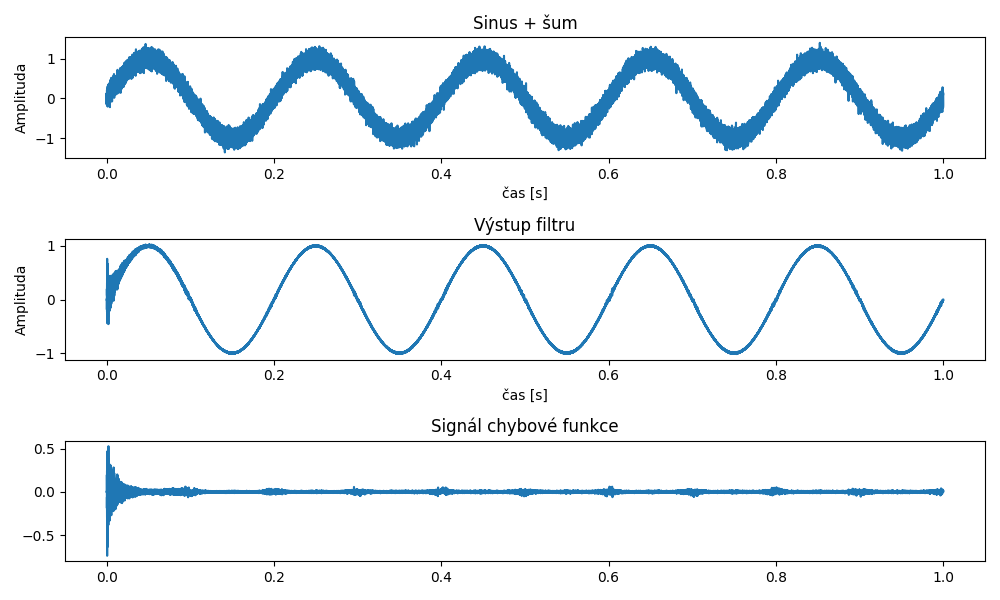 Sinus + šum
Amplituda
1
0
−1
0.0 0.2 0.4 0.6 0.8 1.0
čas [s]
Výstup filtru
Amplituda
1
0
−1
0.0 0.2 0.4 0.6 0.8 1.0
čas [s]
Signál chybové funkce
0.5
0.0
−0.5
0.0 0.2 0.4 0.6 0.8 1.0